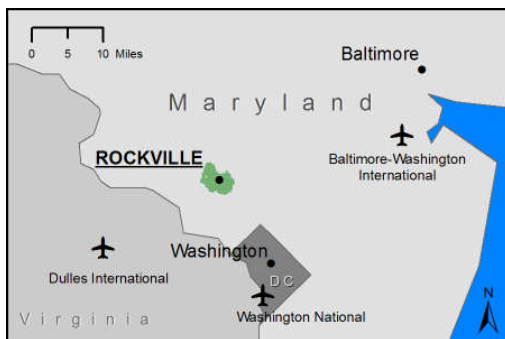 0 5 10 Miles
Baltimore
Maryland
ROCKVILLE
Baltimore-Washington
International
Washington
Dulles International
DC
Washington National
Virginia
N